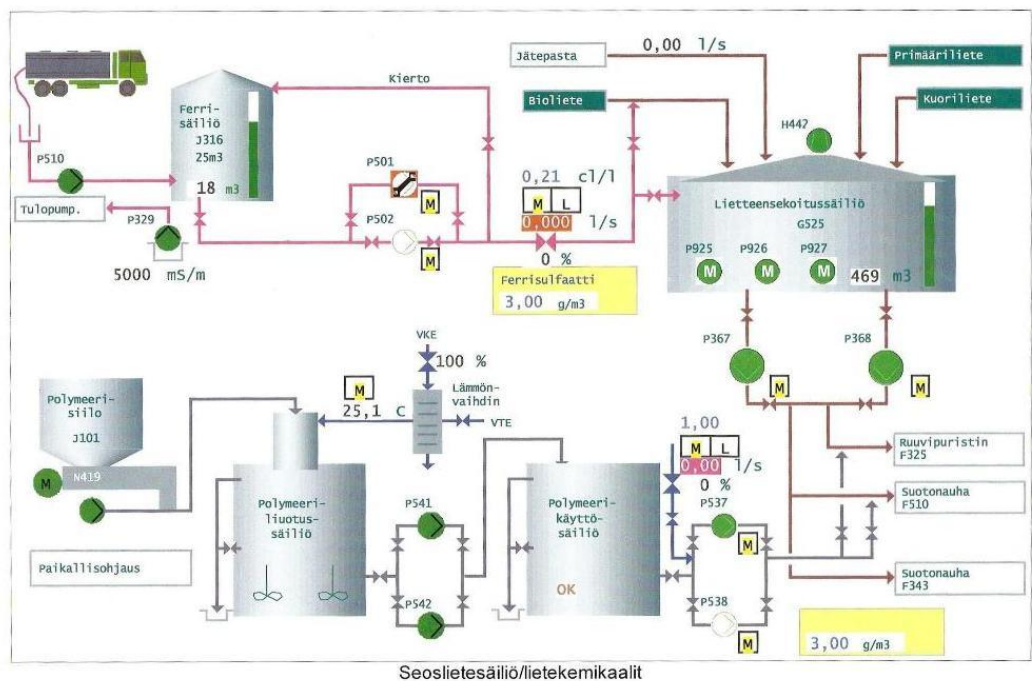 Jätepasta
0,00 l/s
Primääriliete
Kierto
Bioliete
Kuoriliete
Ferri-
säiliö
J316
25m3
18 m3
H442
P510
P501
M
0,21 cl/l
M L
0,000 l/s
0 %
Lietteensekoitussäiliö
G525
Tulopump.
P329
5000 mS/m
P502
M
P925
M
P926
M
P927
M
469 m3
Ferrisulfaatti
3,00 g/m3
P367
M
P368
M
VKE
100 %
M
25,1 C
Lämmön-
vaihdin
VTE
Polymeeri-
siilo
J101
M
N419
1,00
M L
0,00 l/s
0 %
Ruuvipuristin
F325
Polymeeri-
liuotus-
säiliö
P541
Polymeeri-
käyttö-
säiliö
OK
P537
M
Suotonauha
F510
Paikallisohjaus
P542
P538
M
Suotonauha
F343
3,00 g/m3
Seoslietesäiliö/lietekemikaalit